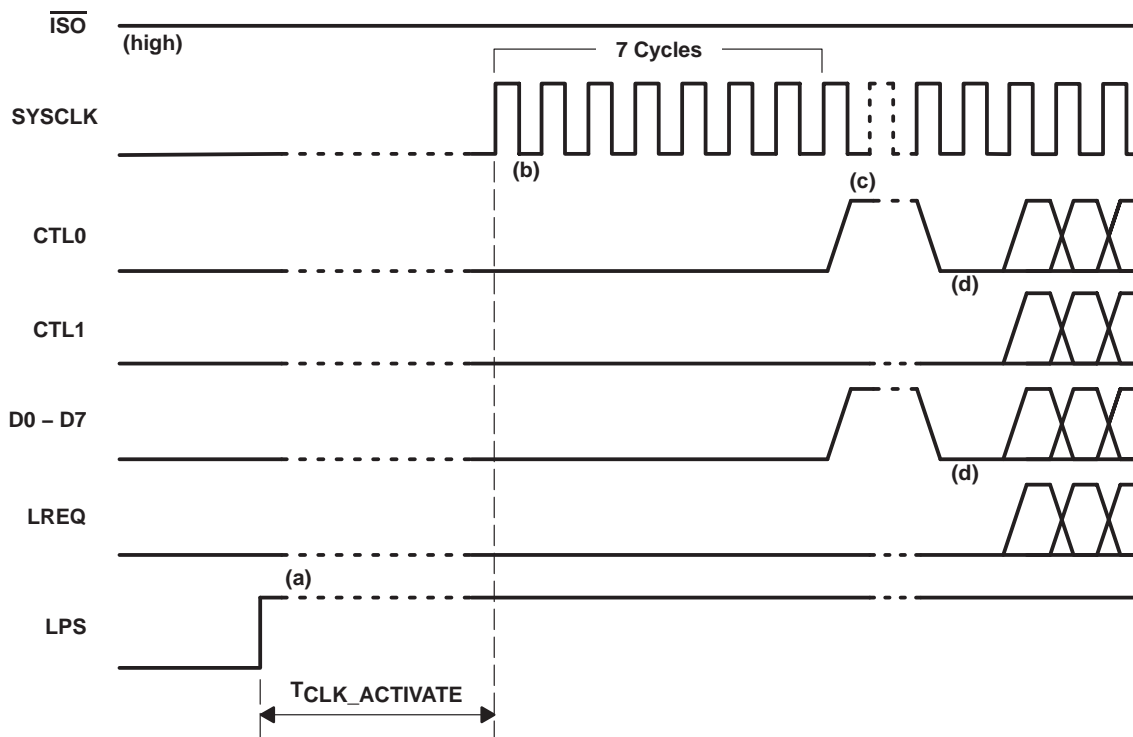 ISO
(high)
7 Cycles
SYSCLK
(b)
(c)
CTL0
(d)
CTL1
D0 – D7
(d)
LREQ
(a)
LPS
TCLK_ACTIVATE